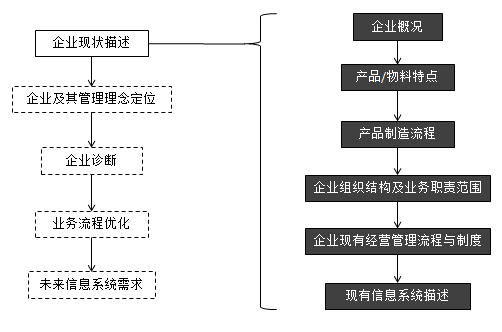 企业现状描述
企业及其管理理念定位
企业诊断
业务流程优化
未来信息系统需求
企业概况
产品/物料特点
产品制造流程
企业组织结构及业务职责范围
企业现有经营管理流程与制度
现有信息系统描述